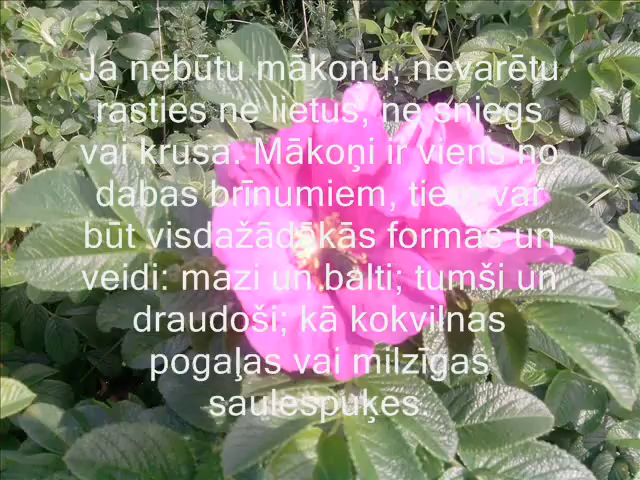 Ja nebūtu mākoņu, nevarētu
rasties ne lietus, ne sniegs
vai krusa. Mākoņi ir viens no
dabas brīnumiem, tiem var
būt visdažādākās formas un
veidi: mazi un balti; tumši un
draudoši; kā kokvilnas
pogaļas vai milzīgas
saulespuķes